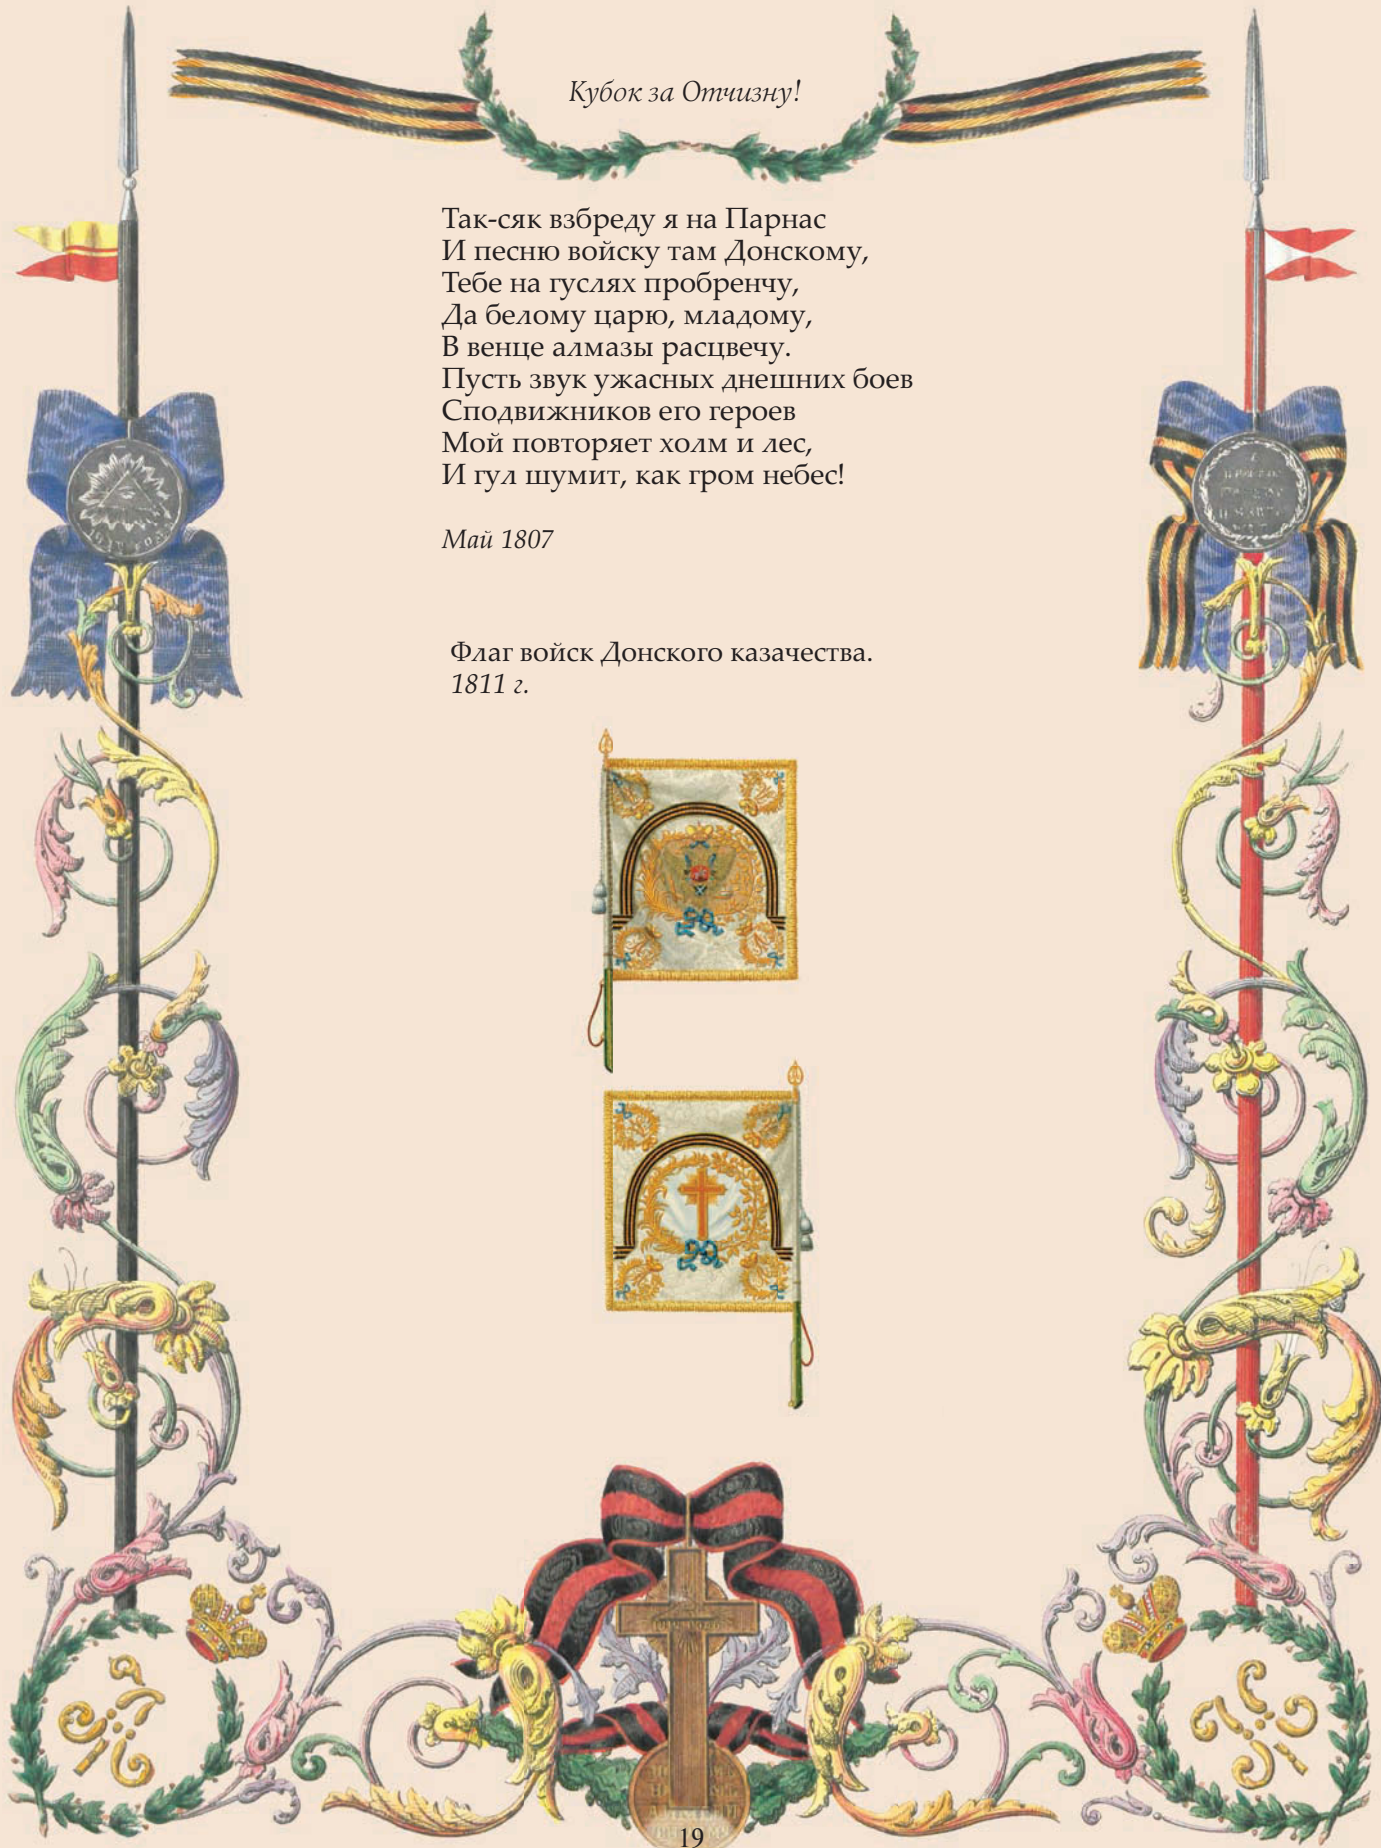 Кубок за Отчизну!
Так-сяк взбреду я на Парнас
И песню войску там Донскому,
Тебе на гуслях пробренчу,
Да белому царю, младому,
В венце алмазы расцвечу.
Пусть звук ужасных днешних боев
Сподвижников его героев
Мой повторяет холм и лес,
И гул шумит, как гром небес!
Май 1807
Флаг войск Донского казачества.
1811 г.
19